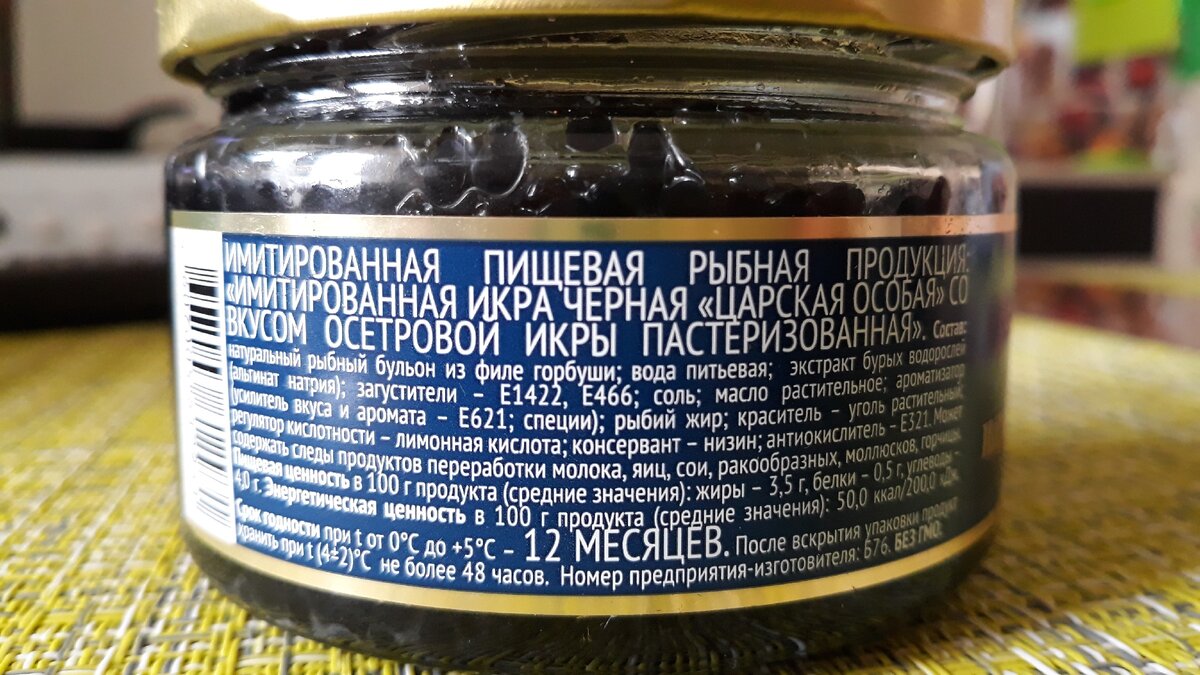 ИМИТИРОВАННАЯ ПИЩЕВАЯ РЫБНАЯ ПРОДУКЦИЯ:
«ИМИТИРОВАННАЯ ИКРА ЧЕРНАЯ «ЦАРСКАЯ ОСОБАЯ» СО
ВКУСОМ ОСЕТРОВОЙ ИКРЫ ПАСТЕРИЗОВАННАЯ». Состав:
натуральный рыбный бульон из филе горбуши; вода питьевая; экстракт бурых водорослей
(альгинат натрия); загустители – Е1422, Е466; соль; масло растительное; ароматизатор
(усилитель вкуса и аромата – Е621; специи); рыбий жир; краситель – уголь растительный;
регулятор кислотности – лимонная кислота; консервант – низин; антиокислитель – Е321. Может
содержать следы продуктов переработки молока, яиц, сои, ракообразных, моллюсков, горчицы.
Пищевая ценность в 100 г продукта (средние значения): жиры – 3,5 г, белки – 0,5 г, углеводы –
4,0 г. Энергетическая ценность в 100 г продукта (средние значения): 50,0 ккал/200,0 кДж.
Срок годности при t от 0°С до +5°С – 12 МЕСЯЦЕВ. После вскрытия упаковки продукт
хранить при t (4±2)°С не более 48 часов. Номер предприятия-изготовителя: 676. БЕЗ ГМО.